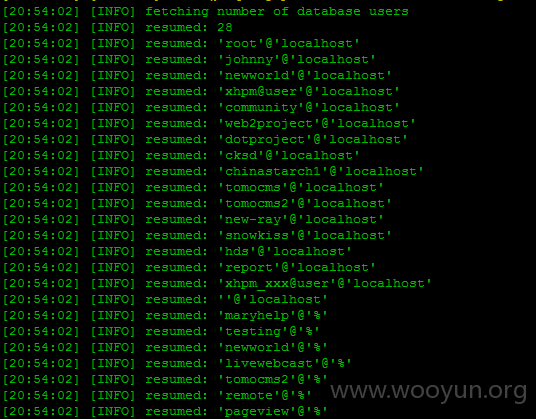 [20:54:02] [INFO] fetching number of database users
[20:54:02] [INFO] resumed: 28
[20:54:02] [INFO] resumed: 'root'@'localhost'
[20:54:02] [INFO] resumed: 'johnny'@'localhost'
[20:54:02] [INFO] resumed: 'newworld'@'localhost'
[20:54:02] [INFO] resumed: 'xhpm@user'@'localhost'
[20:54:02] [INFO] resumed: 'community'@'localhost'
[20:54:02] [INFO] resumed: 'web2project'@'localhost'
[20:54:02] [INFO] resumed: 'dotproject'@'localhost'
[20:54:02] [INFO] resumed: 'cksd'@'localhost'
[20:54:02] [INFO] resumed: 'chinastarch1'@'localhost'
[20:54:02] [INFO] resumed: 'tomocms'@'localhost'
[20:54:02] [INFO] resumed: 'tomocms2'@'localhost'
[20:54:02] [INFO] resumed: 'new-ray'@'localhost'
[20:54:02] [INFO] resumed: 'snowkiss'@'localhost'
[20:54:02] [INFO] resumed: 'hds'@'localhost'
[20:54:02] [INFO] resumed: 'report'@'localhost'
[20:54:02] [INFO] resumed: 'xhpm_xxx@user'@'localhost'
[20:54:02] [INFO] resumed: ''@'localhost'
[20:54:02] [INFO] resumed: 'maryhelp'@'%'
[20:54:02] [INFO] resumed: 'testing'@'%'
[20:54:02] [INFO] resumed: 'newworld'@'%'
[20:54:02] [INFO] resumed: 'livewebcast'@'%'
[20:54:02] [INFO] resumed: 'tomocms2'@'%'
[20:54:02] [INFO] resumed: 'remote'@'%'
[20:54:02] [INFO] resumed: 'pageview'@'%'
www.wooyun.org